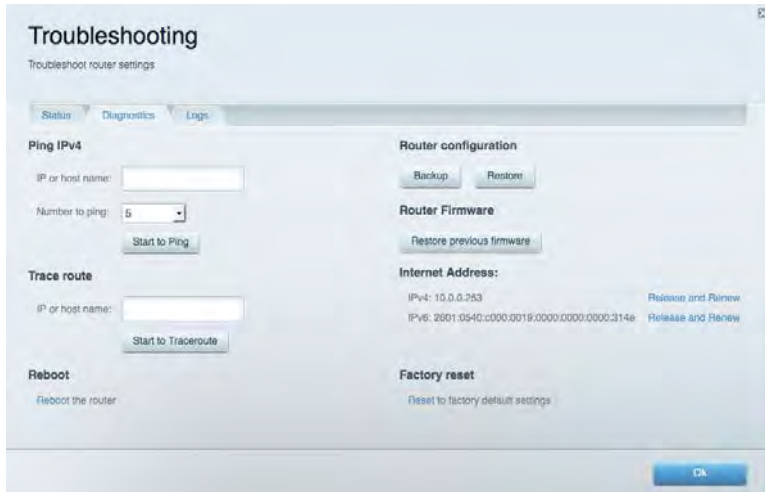 Troubleshooting
Troubleshoot router settings
Status
Diagnostics
Logs
Ping IPv4
IP or host name:
Number to ping:
5
Start to Ping
Trace route
IP or host name:
Start to Traceroute
Reboot
Reboot the router
Router configuration
Backup
Restore
Router Firmware
Restore previous firmware
Internet Address:
IPv4: 10.0.0.253
Release and Renew
IPv6: 2601:0540:c000:0019:0000:0000:0000:314e
Release and Renew
Factory reset
Reset to factory default settings
Ok